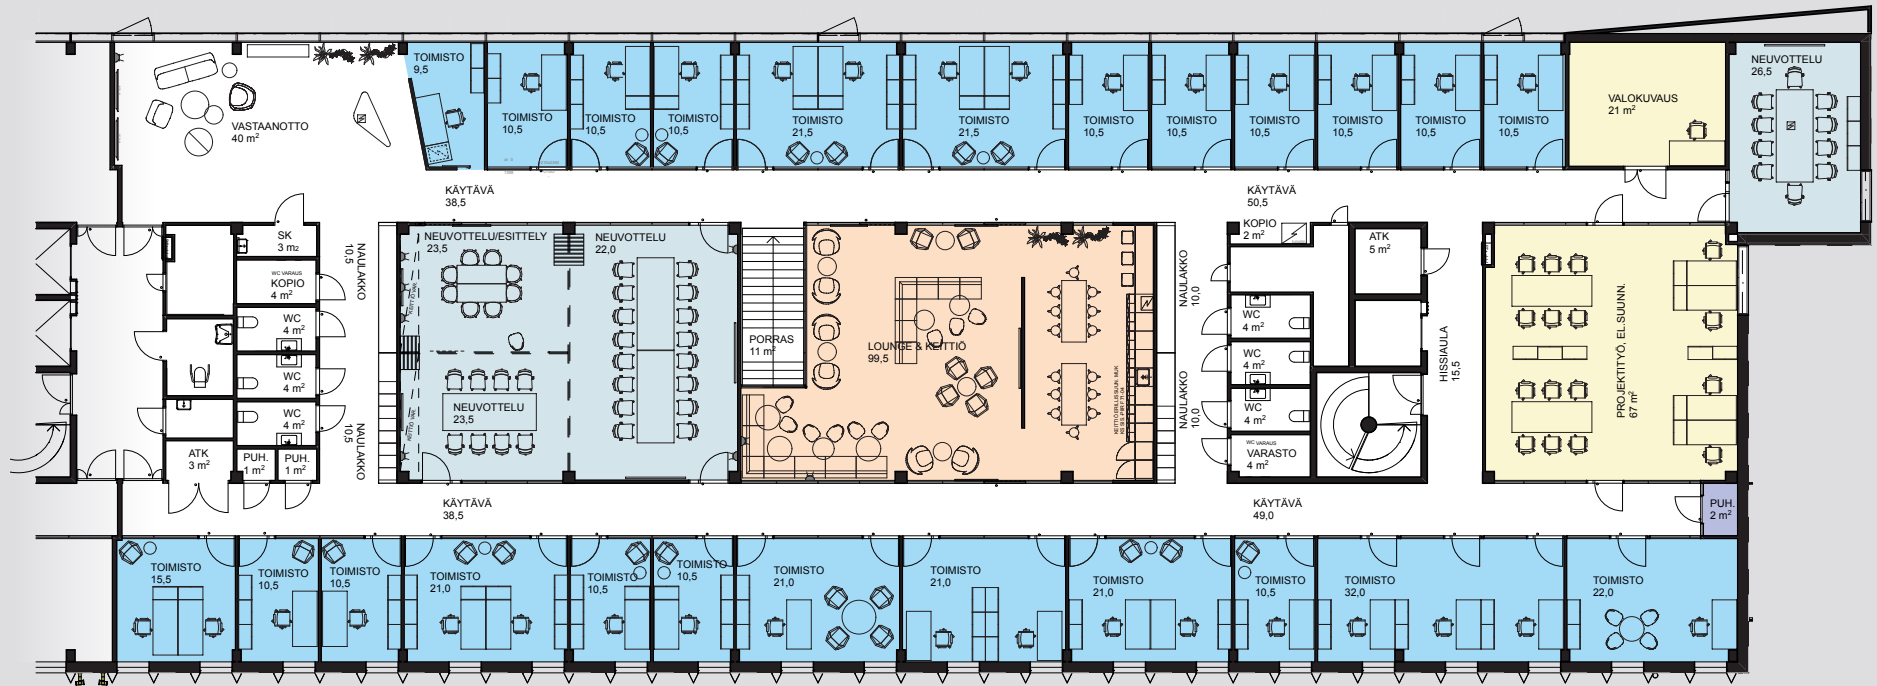 TOIMISTO
9,5
TOIMISTO
10,5
TOIMISTO
10,5
TOIMISTO
10,5
TOIMISTO
21,5
TOIMISTO
21,5
TOIMISTO
10,5
TOIMISTO
10,5
TOIMISTO
10,5
TOIMISTO
10,5
TOIMISTO
10,5
TOIMISTO
10,5
VALOKUVAUS
21 m²
NEUVOTTELU
26,5
VASTAANOTTO
40 m²
KÄYTÄVÄ
38,5
KÄYTÄVÄ
50,5
SK
3 m2
WC VARAUS
KOPIO
4 m²
WC
4 m²
WC
4 m²
WC
4 m²
ATK
3 m²
PUH.
1 m²
PUH.
1 m²
NAULAKKO
10,5
NAULAKKO
10,5
NEUVOTTELU/ESITTELY
23,5
NEUVOTTELU
22,0
NEUVOTTELU
23,5
PORRAS
11 m²
LOUNGE & KEITTIÖ
99,5
NAULAKKO
10,0
NAULAKKO
10,0
KOPIO
2 m²
WC
4 m²
WC
4 m²
WC
4 m²
WC VARAUS
VARASTO
4 m²
ATK
5 m²
HISSIAULA
15,5
PROJEKTITYÖ, EL. SUUNN.
67 m²
PUH.
2 m²
KÄYTÄVÄ
38,5
KÄYTÄVÄ
49,0
TOIMISTO
15,5
TOIMISTO
10,5
TOIMISTO
10,5
TOIMISTO
21,0
TOIMISTO
10,5
TOIMISTO
10,5
TOIMISTO
21,0
TOIMISTO
21,0
TOIMISTO
21,0
TOIMISTO
10,5
TOIMISTO
32,0
TOIMISTO
22,0